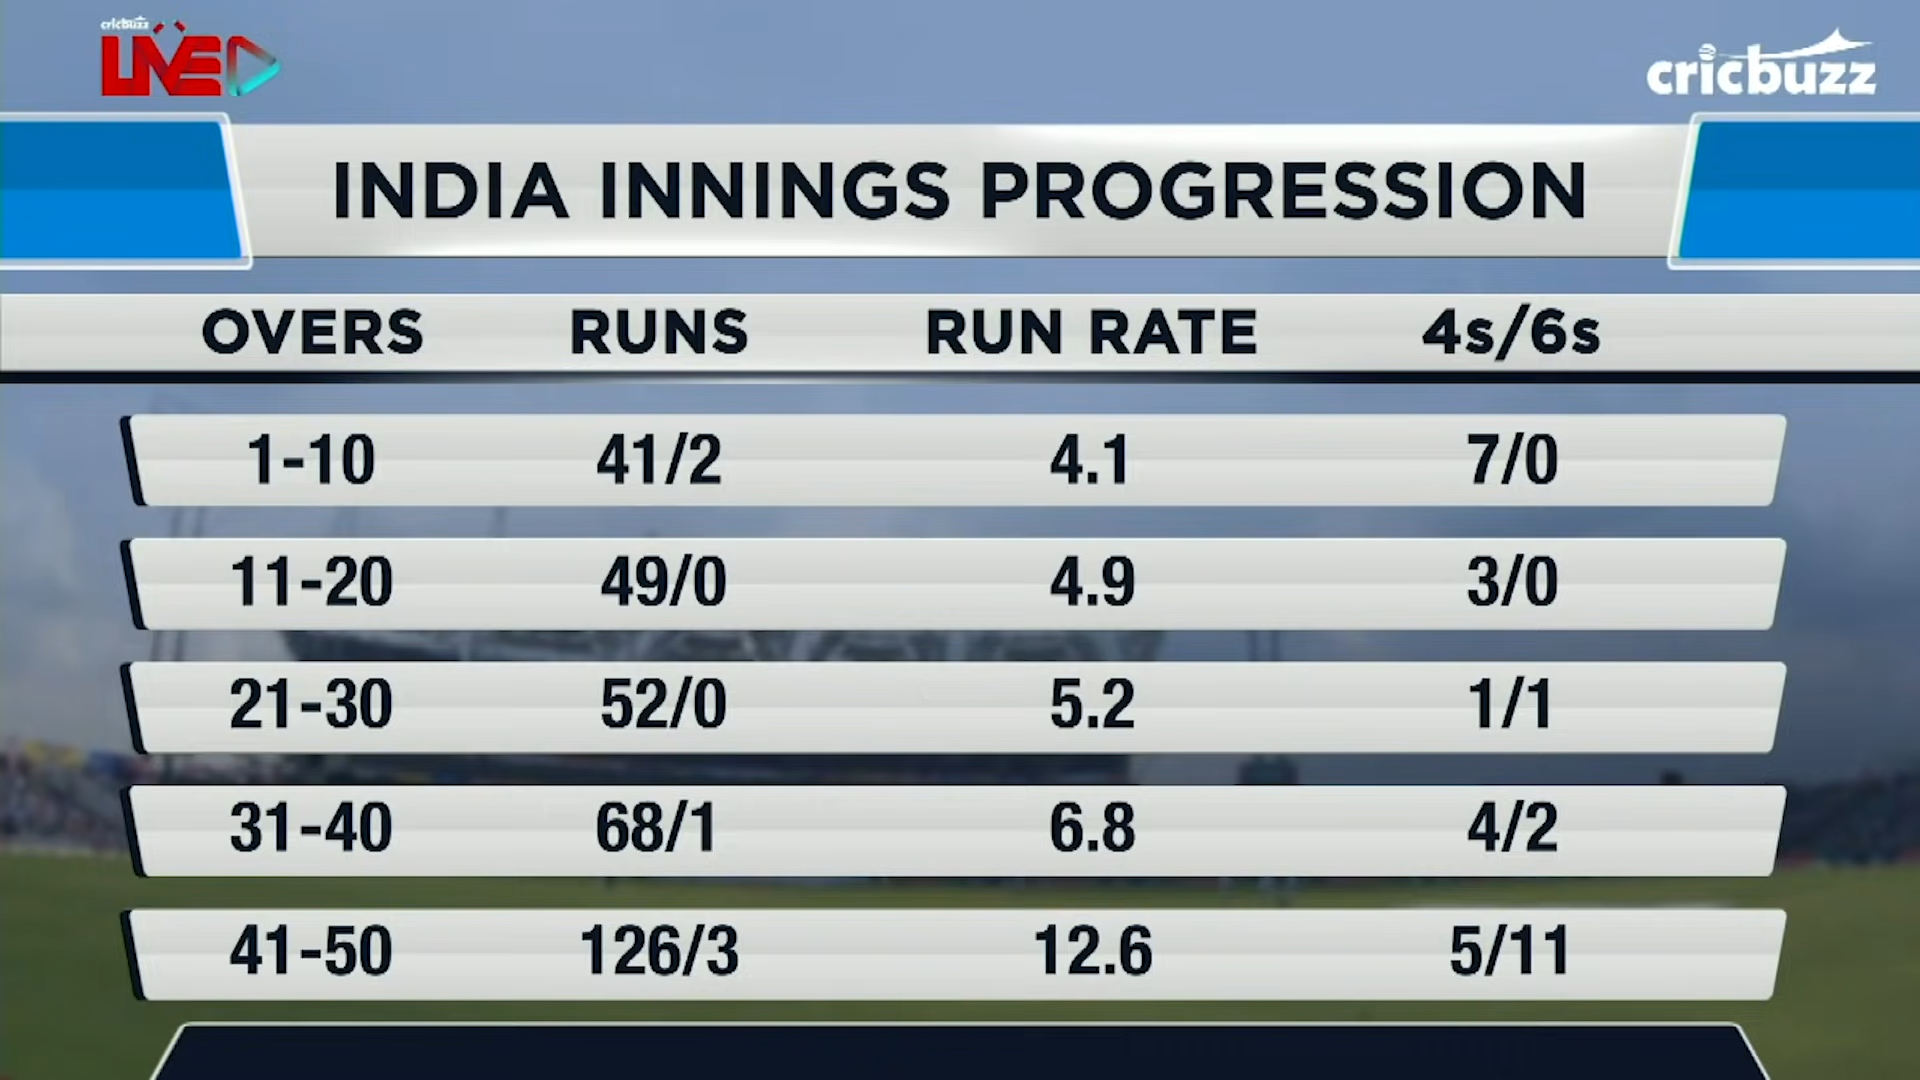 cricbuzz
LIVE
cricbuzz
INDIA INNINGS PROGRESSION
OVERS RUNS RUN RATE 4s/6s
1-10 41/2 4.1 7/0
11-20 49/0 4.9 3/0
21-30 52/0 5.2 1/1
31-40 68/1 6.8 4/2
41-50 126/3 12.6 5/11